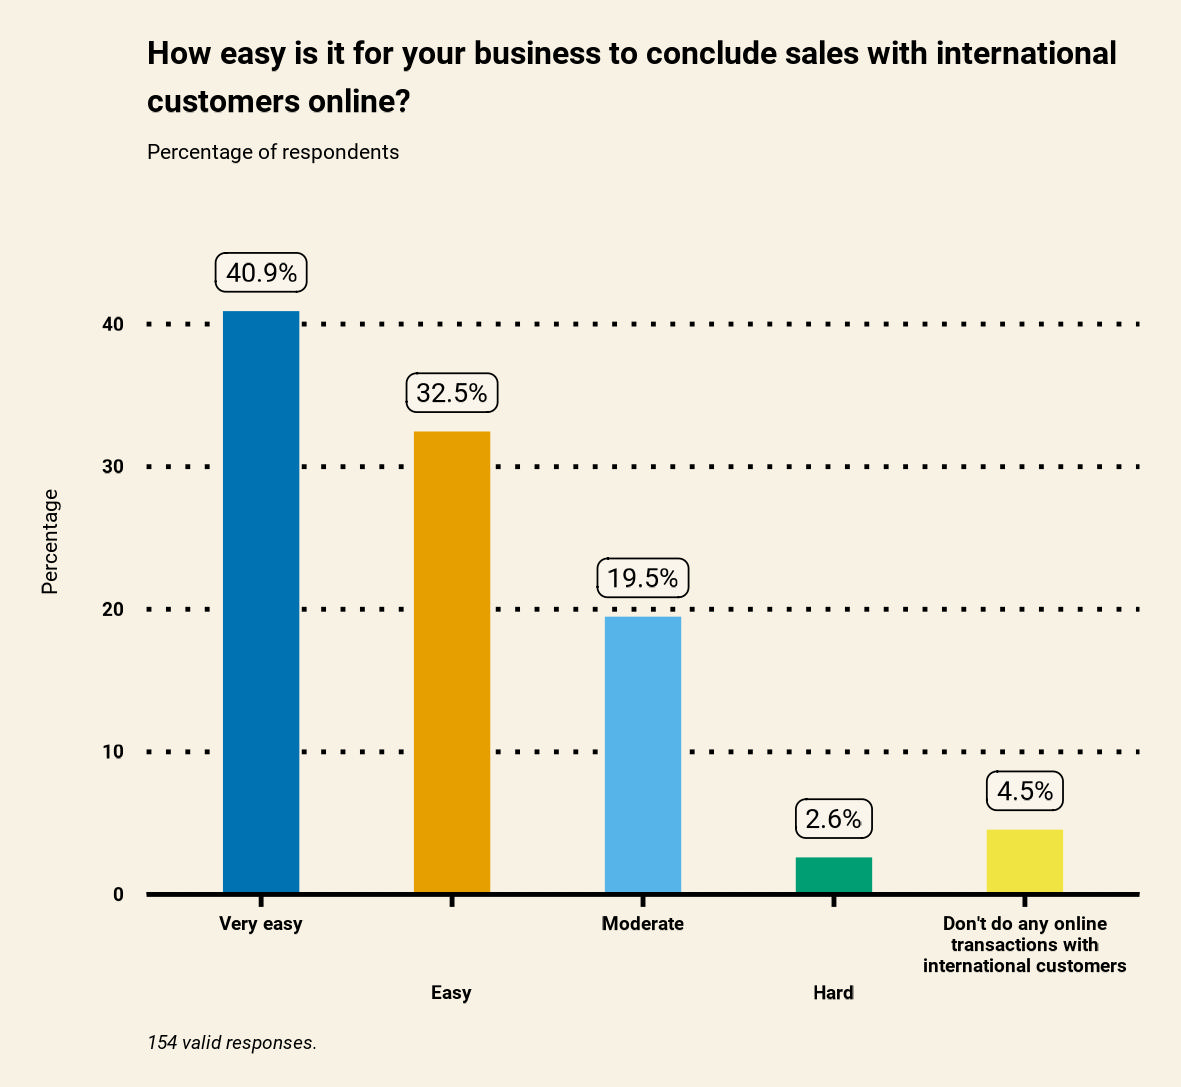 How easy is it for your business to conclude sales with international
customers online?
Percentage of respondents
Percentage
40
30
20
10
0
40.9%
32.5%
19.5%
2.6%
4.5%
Very easy
Easy
Moderate
Hard
Don't do any online
transactions with
international customers
154 valid responses.